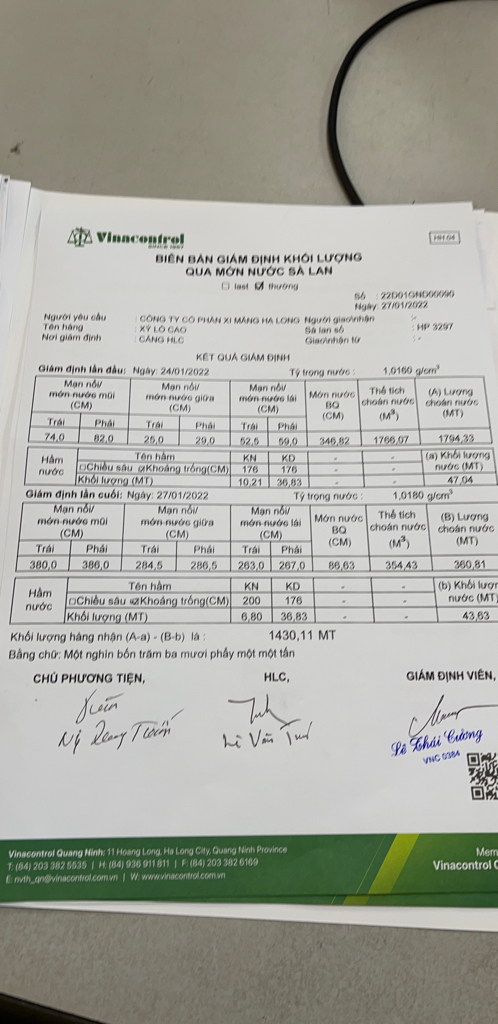 Vinacontrol
SINCE 1957
HH.04
BIÊN BẢN GIÁM ĐỊNH KHỐI LƯỢNG
QUA MỚN NƯỚC SÀ LAN
☐ last ☑ thường
Số : 22D01GND00090
Ngày: 27/01/2022
Người yêu cầu : CÔNG TY CỔ PHẦN XI MĂNG HẠ LONG Người giao/nhận :-
Tên hàng : XỶ LÒ CAO Sà lan số : HP 3297
Nơi giám định : CẢNG HLC Giao/nhận từ :-
KẾT QUẢ GIÁM ĐỊNH
Giám định lần đầu: Ngày: 24/01/2022 Tỷ trọng nước : 1,0160 g/cm³
Mạn nổi/ mớn nước mũi (CM) Mạn nổi/ mớn nước giữa (CM) Mạn nổi/ mớn nước lái (CM) Mớn nước BQ (CM) Thể tích choán nước (M³) (A) Lượng choán nước (MT)
Trái Phải Trái Phải Trái Phải
74,0 82,0 25,0 29,0 52,5 59,0 346,82 1766,07 1794,33
Hầm nước Tên hầm KN KD - - (a) Khối lượng nước (MT)
☐Chiều sâu ☑Khoảng trống(CM) 176 176 - -
Khối lượng (MT) 10,21 36,83 - - 47,04
Giám định lần cuối: Ngày: 27/01/2022 Tỷ trọng nước : 1,0180 g/cm³
Mạn nổi/ mớn nước mũi (CM) Mạn nổi/ mớn nước giữa (CM) Mạn nổi/ mớn nước lái (CM) Mớn nước BQ (CM) Thể tích choán nước (M³) (B) Lượng choán nước (MT)
Trái Phải Trái Phải Trái Phải
380,0 386,0 284,5 286,5 263,0 267,0 86,63 354,43 360,81
Hầm nước Tên hầm KN KD - - (b) Khối lượn nước (MT)
☐Chiều sâu ☑Khoảng trống(CM) 200 176 - -
Khối lượng (MT) 6,80 36,83 - - 43,63
Khối lượng hàng nhận (A-a) - (B-b) là : 1430,11 MT
Bằng chữ: Một nghìn bốn trăm ba mươi phẩy một một tấn
CHỦ PHƯƠNG TIỆN, HLC, GIÁM ĐỊNH VIÊN,
Lê Thái Cường
VNC 0384
Vinacontrol Quang Ninh: 11 Hoang Long, Ha Long City, Quang Ninh Province
T: (84) 203 382 5535 | H: (84) 936 911 811 | F: (84) 203 382 6169
E: nvth_qn@vinacontrol.com.vn | W: www.vinacontrol.com.vn
Mem
Vinacontrol G